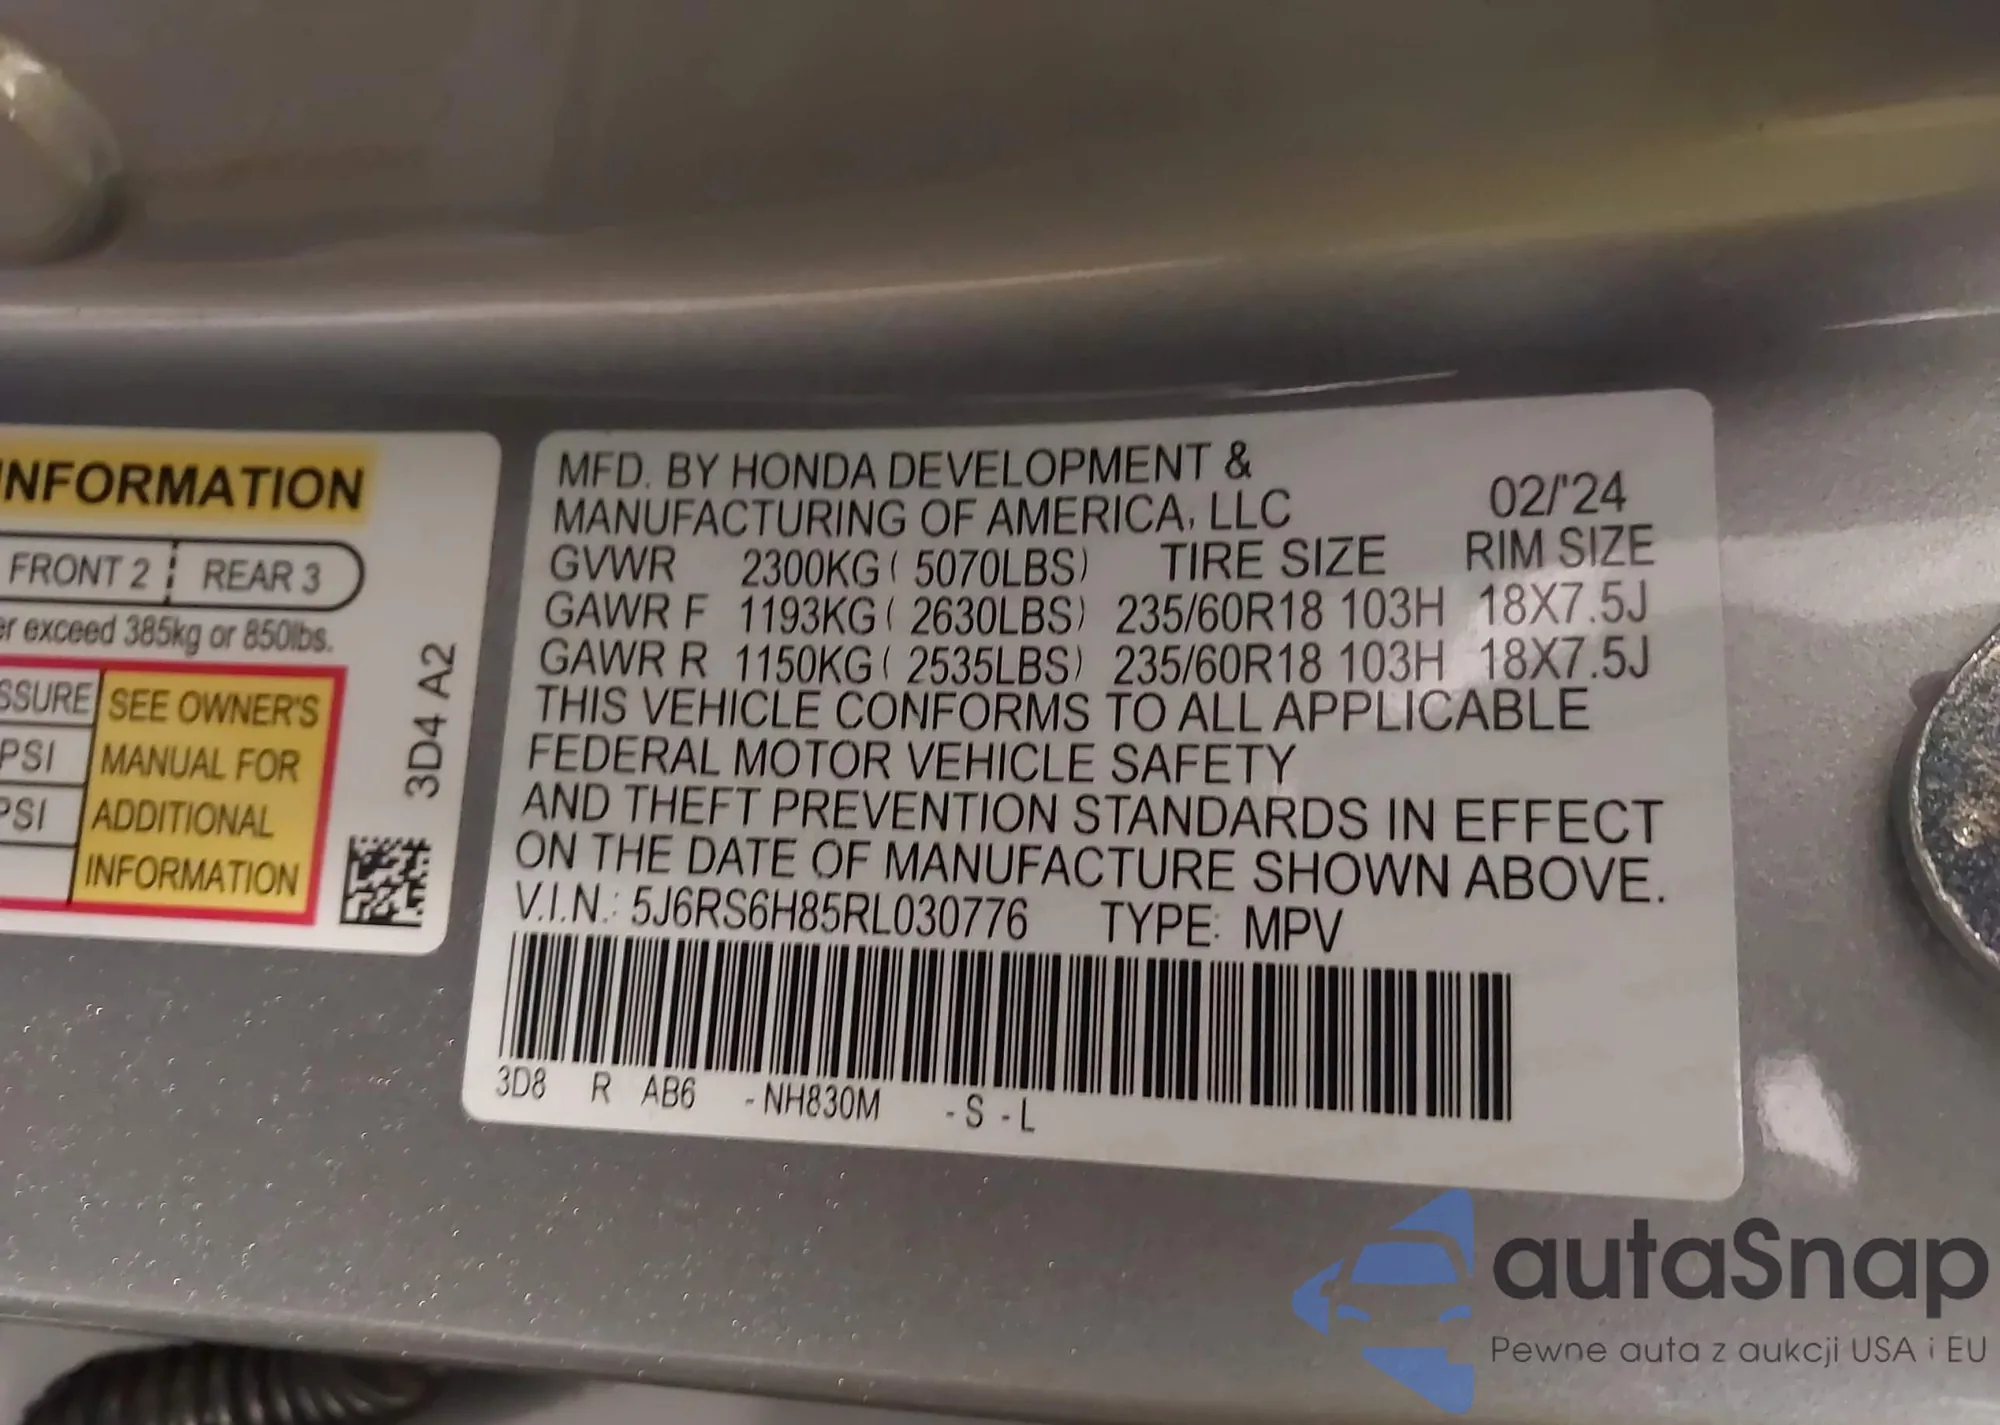 INFORMATION
FRONT 2 REAR 3
er exceed 385kg or 850lbs.
SSURE SEE OWNER'S
PSI MANUAL FOR
PSI ADDITIONAL
INFORMATION
3D4 A2
MFD. BY HONDA DEVELOPMENT &
MANUFACTURING OF AMERICA, LLC 02/'24
GVWR 2300KG ( 5070LBS) TIRE SIZE RIM SIZE
GAWR F 1193KG ( 2630LBS) 235/60R18 103H 18X7.5J
GAWR R 1150KG ( 2535LBS) 235/60R18 103H 18X7.5J
THIS VEHICLE CONFORMS TO ALL APPLICABLE
FEDERAL MOTOR VEHICLE SAFETY
AND THEFT PREVENTION STANDARDS IN EFFECT
ON THE DATE OF MANUFACTURE SHOWN ABOVE.
V.I.N.: 5J6RS6H85RL030776 TYPE: MPV
3D8 R AB6 -NH830M -S -L
autaSnap
Pewne auta z aukcji USA i EU